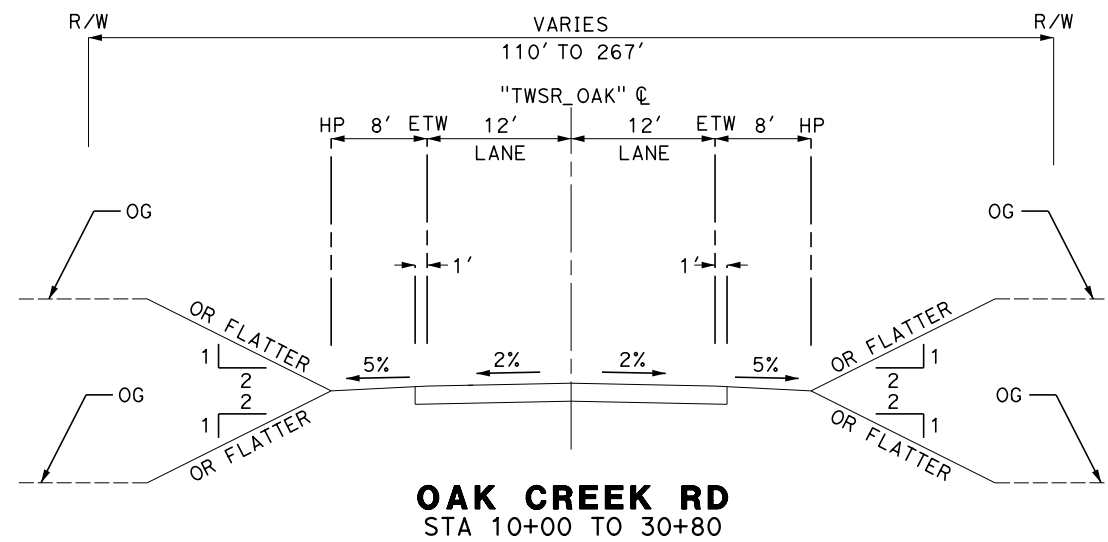 R/W VARIES R/W
110' TO 267'
"TWSR_OAK" ℄
HP 8' ETW 12' 12' ETW 8' HP
LANE LANE
OG OG
1' 1'
OR FLATTER OR FLATTER
1 5% 2% 2% 5% 1
2 2
OG 2 2 OG
1 1
OR FLATTER OR FLATTER
OAK CREEK RD
STA 10+00 TO 30+80